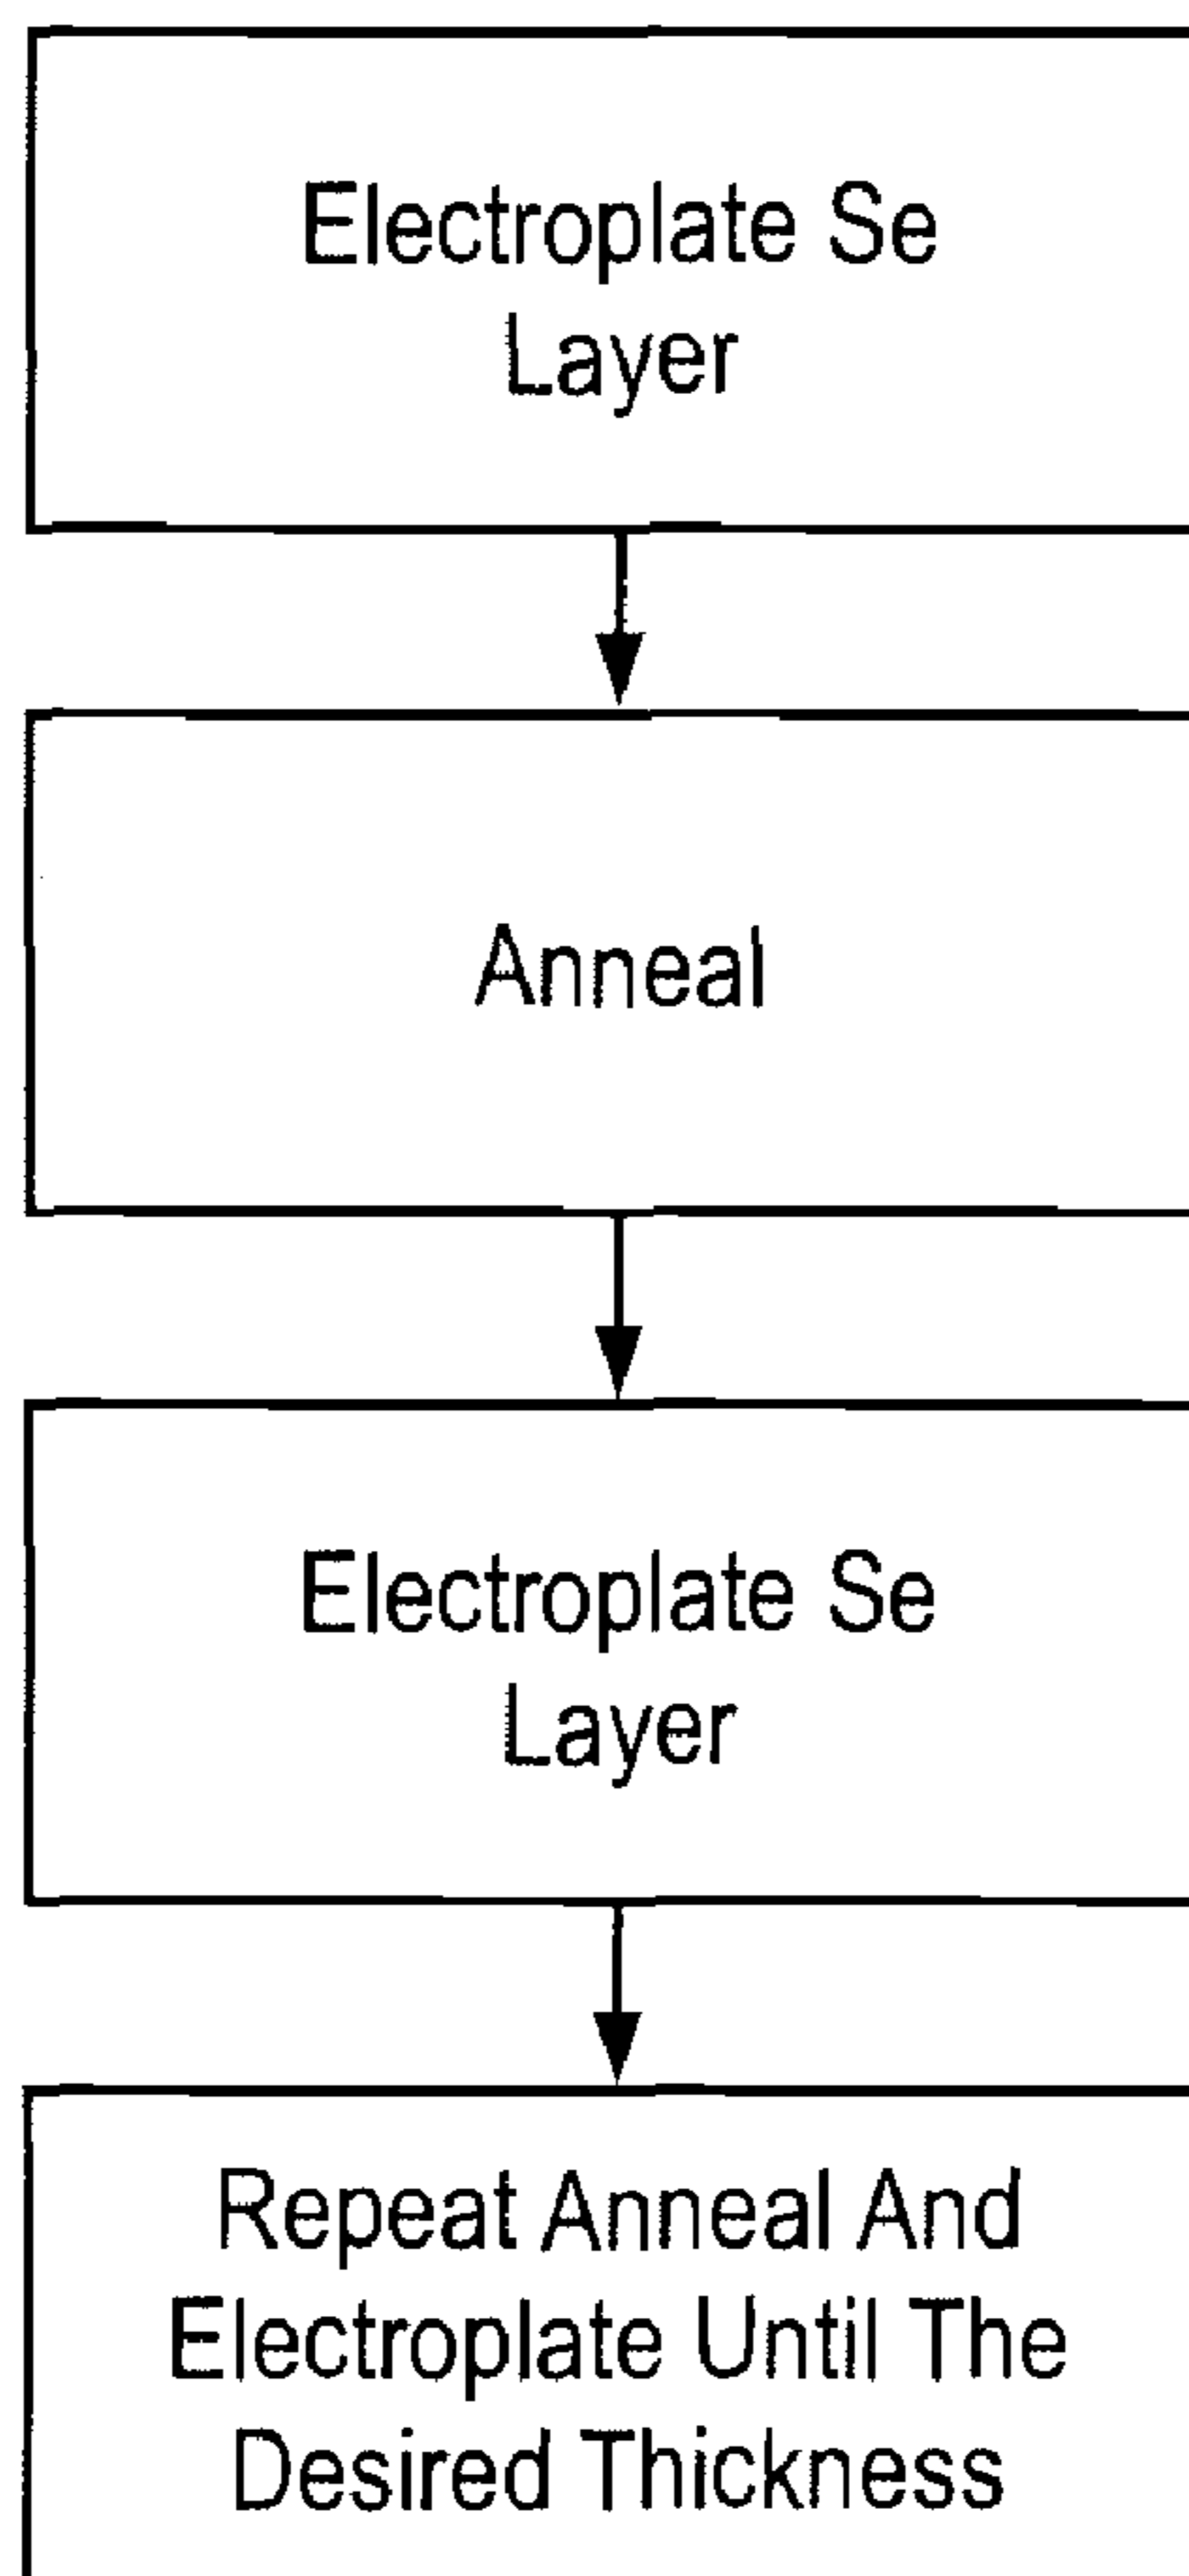 Electroplate Se
Layer
Anneal
Electroplate Se
Layer
Repeat Anneal And
Electroplate Until The
Desired Thickness